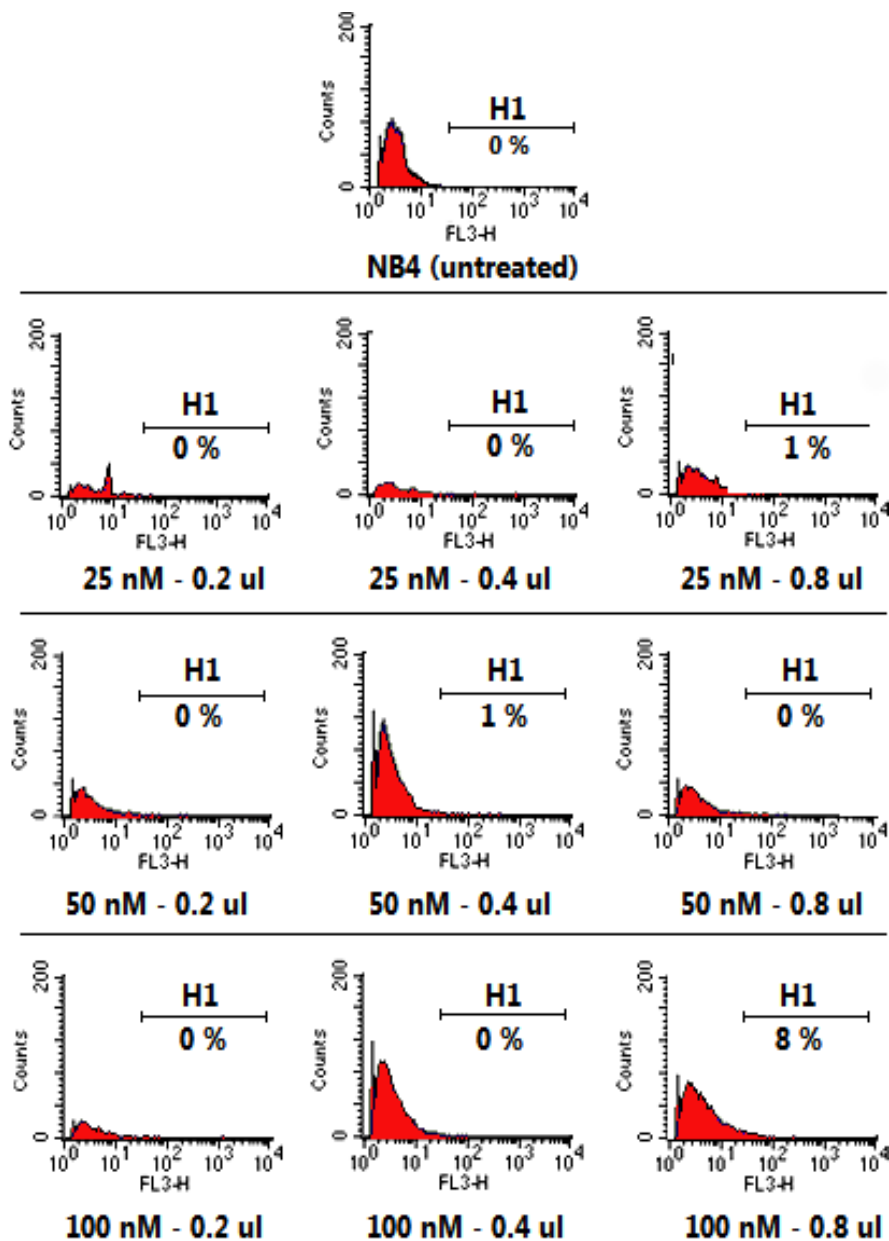 200
Counts
0
H1
0 %
10^0 10^1 10^2 10^3 10^4
FL3-H
NB4 (untreated)
200
Counts
0
H1
0 %
10^0 10^1 10^2 10^3 10^4
FL3-H
25 nM - 0.2 ul
200
Counts
0
H1
0 %
10^0 10^1 10^2 10^3 10^4
FL3-H
25 nM - 0.4 ul
200
Counts
0
H1
1 %
10^0 10^1 10^2 10^3 10^4
FL3-H
25 nM - 0.8 ul
200
Counts
0
H1
0 %
10^0 10^1 10^2 10^3 10^4
FL3-H
50 nM - 0.2 ul
200
Counts
0
H1
1 %
10^0 10^1 10^2 10^3 10^4
FL3-H
50 nM - 0.4 ul
200
Counts
0
H1
0 %
10^0 10^1 10^2 10^3 10^4
FL3-H
50 nM - 0.8 ul
200
Counts
0
H1
0 %
10^0 10^1 10^2 10^3 10^4
FL3-H
100 nM - 0.2 ul
200
Counts
0
H1
0 %
10^0 10^1 10^2 10^3 10^4
FL3-H
100 nM - 0.4 ul
200
Counts
0
H1
8 %
10^0 10^1 10^2 10^3 10^4
FL3-H
100 nM - 0.8 ul